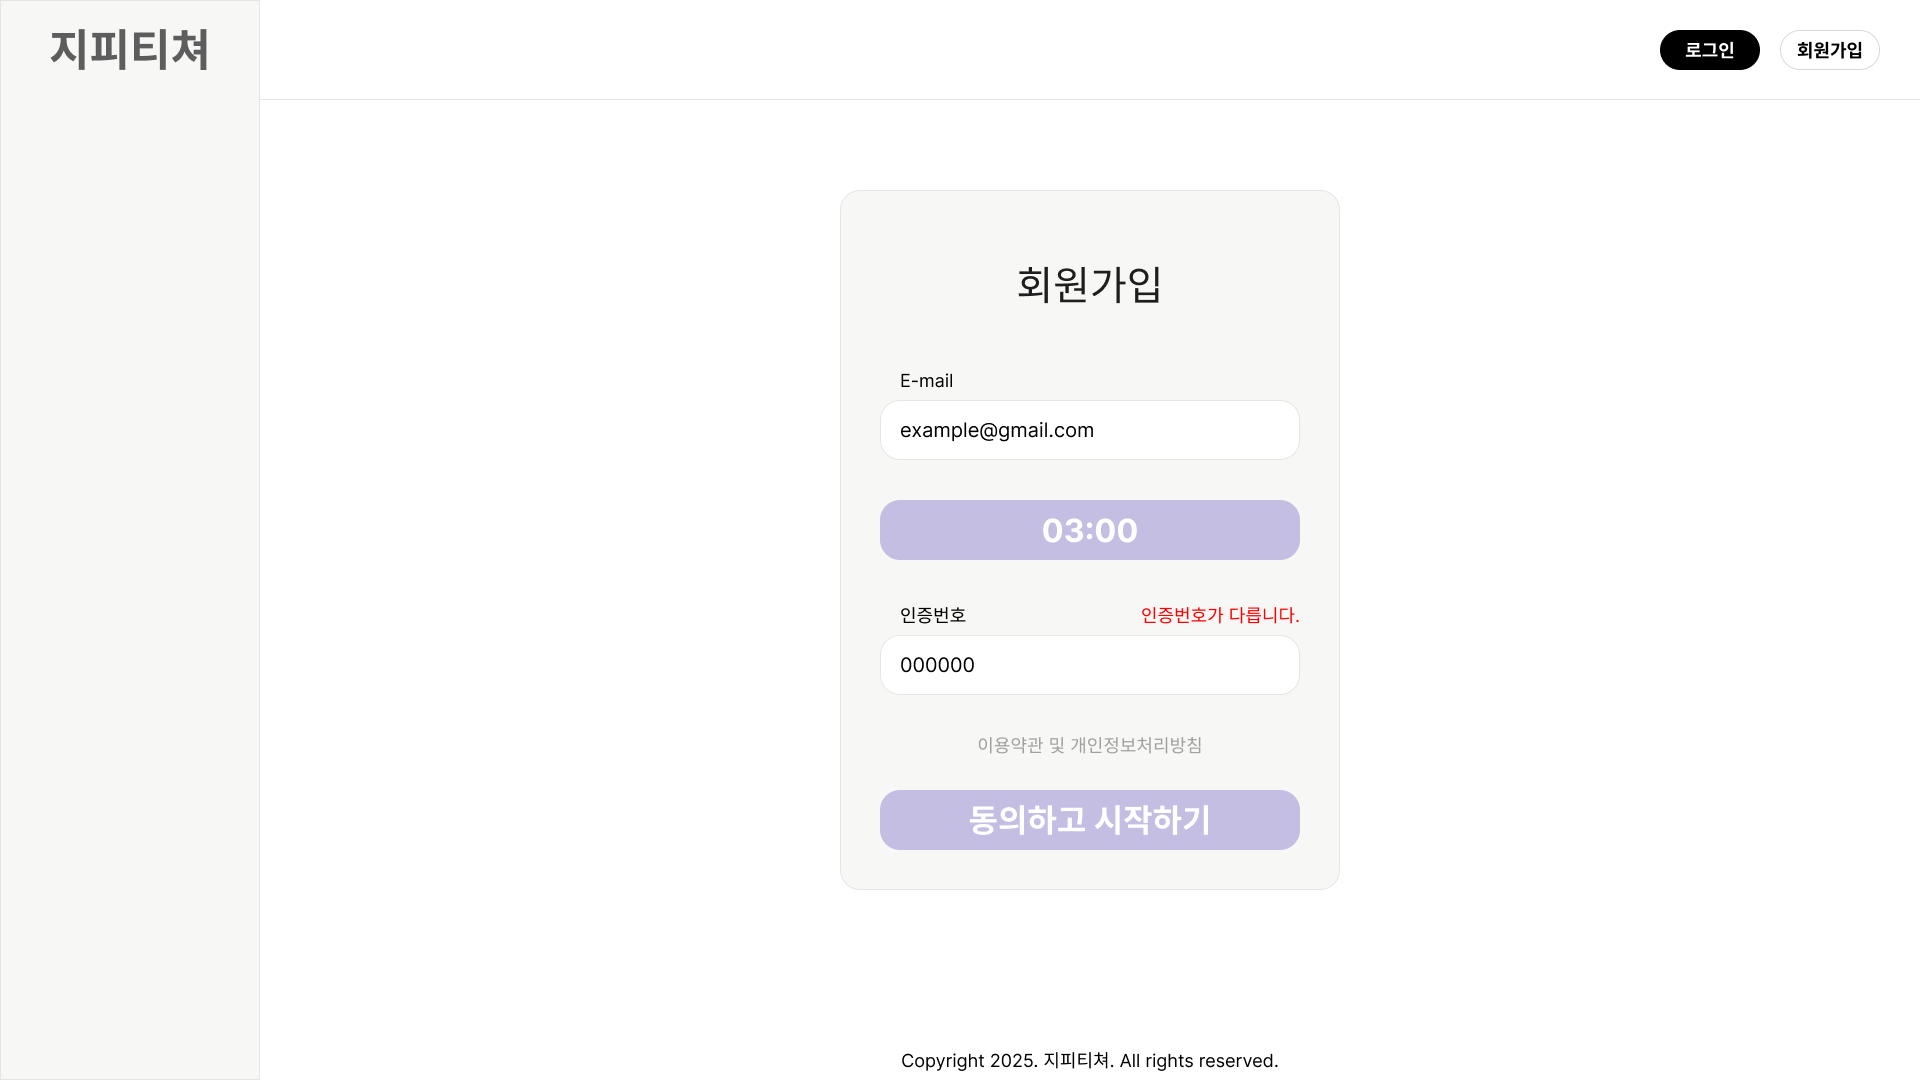 지피티쳐
로그인
회원가입
회원가입
E-mail
example@gmail.com
03:00
인증번호
인증번호가 다릅니다.
000000
이용약관 및 개인정보처리방침
동의하고 시작하기
Copyright 2025. 지피티쳐. All rights reserved.